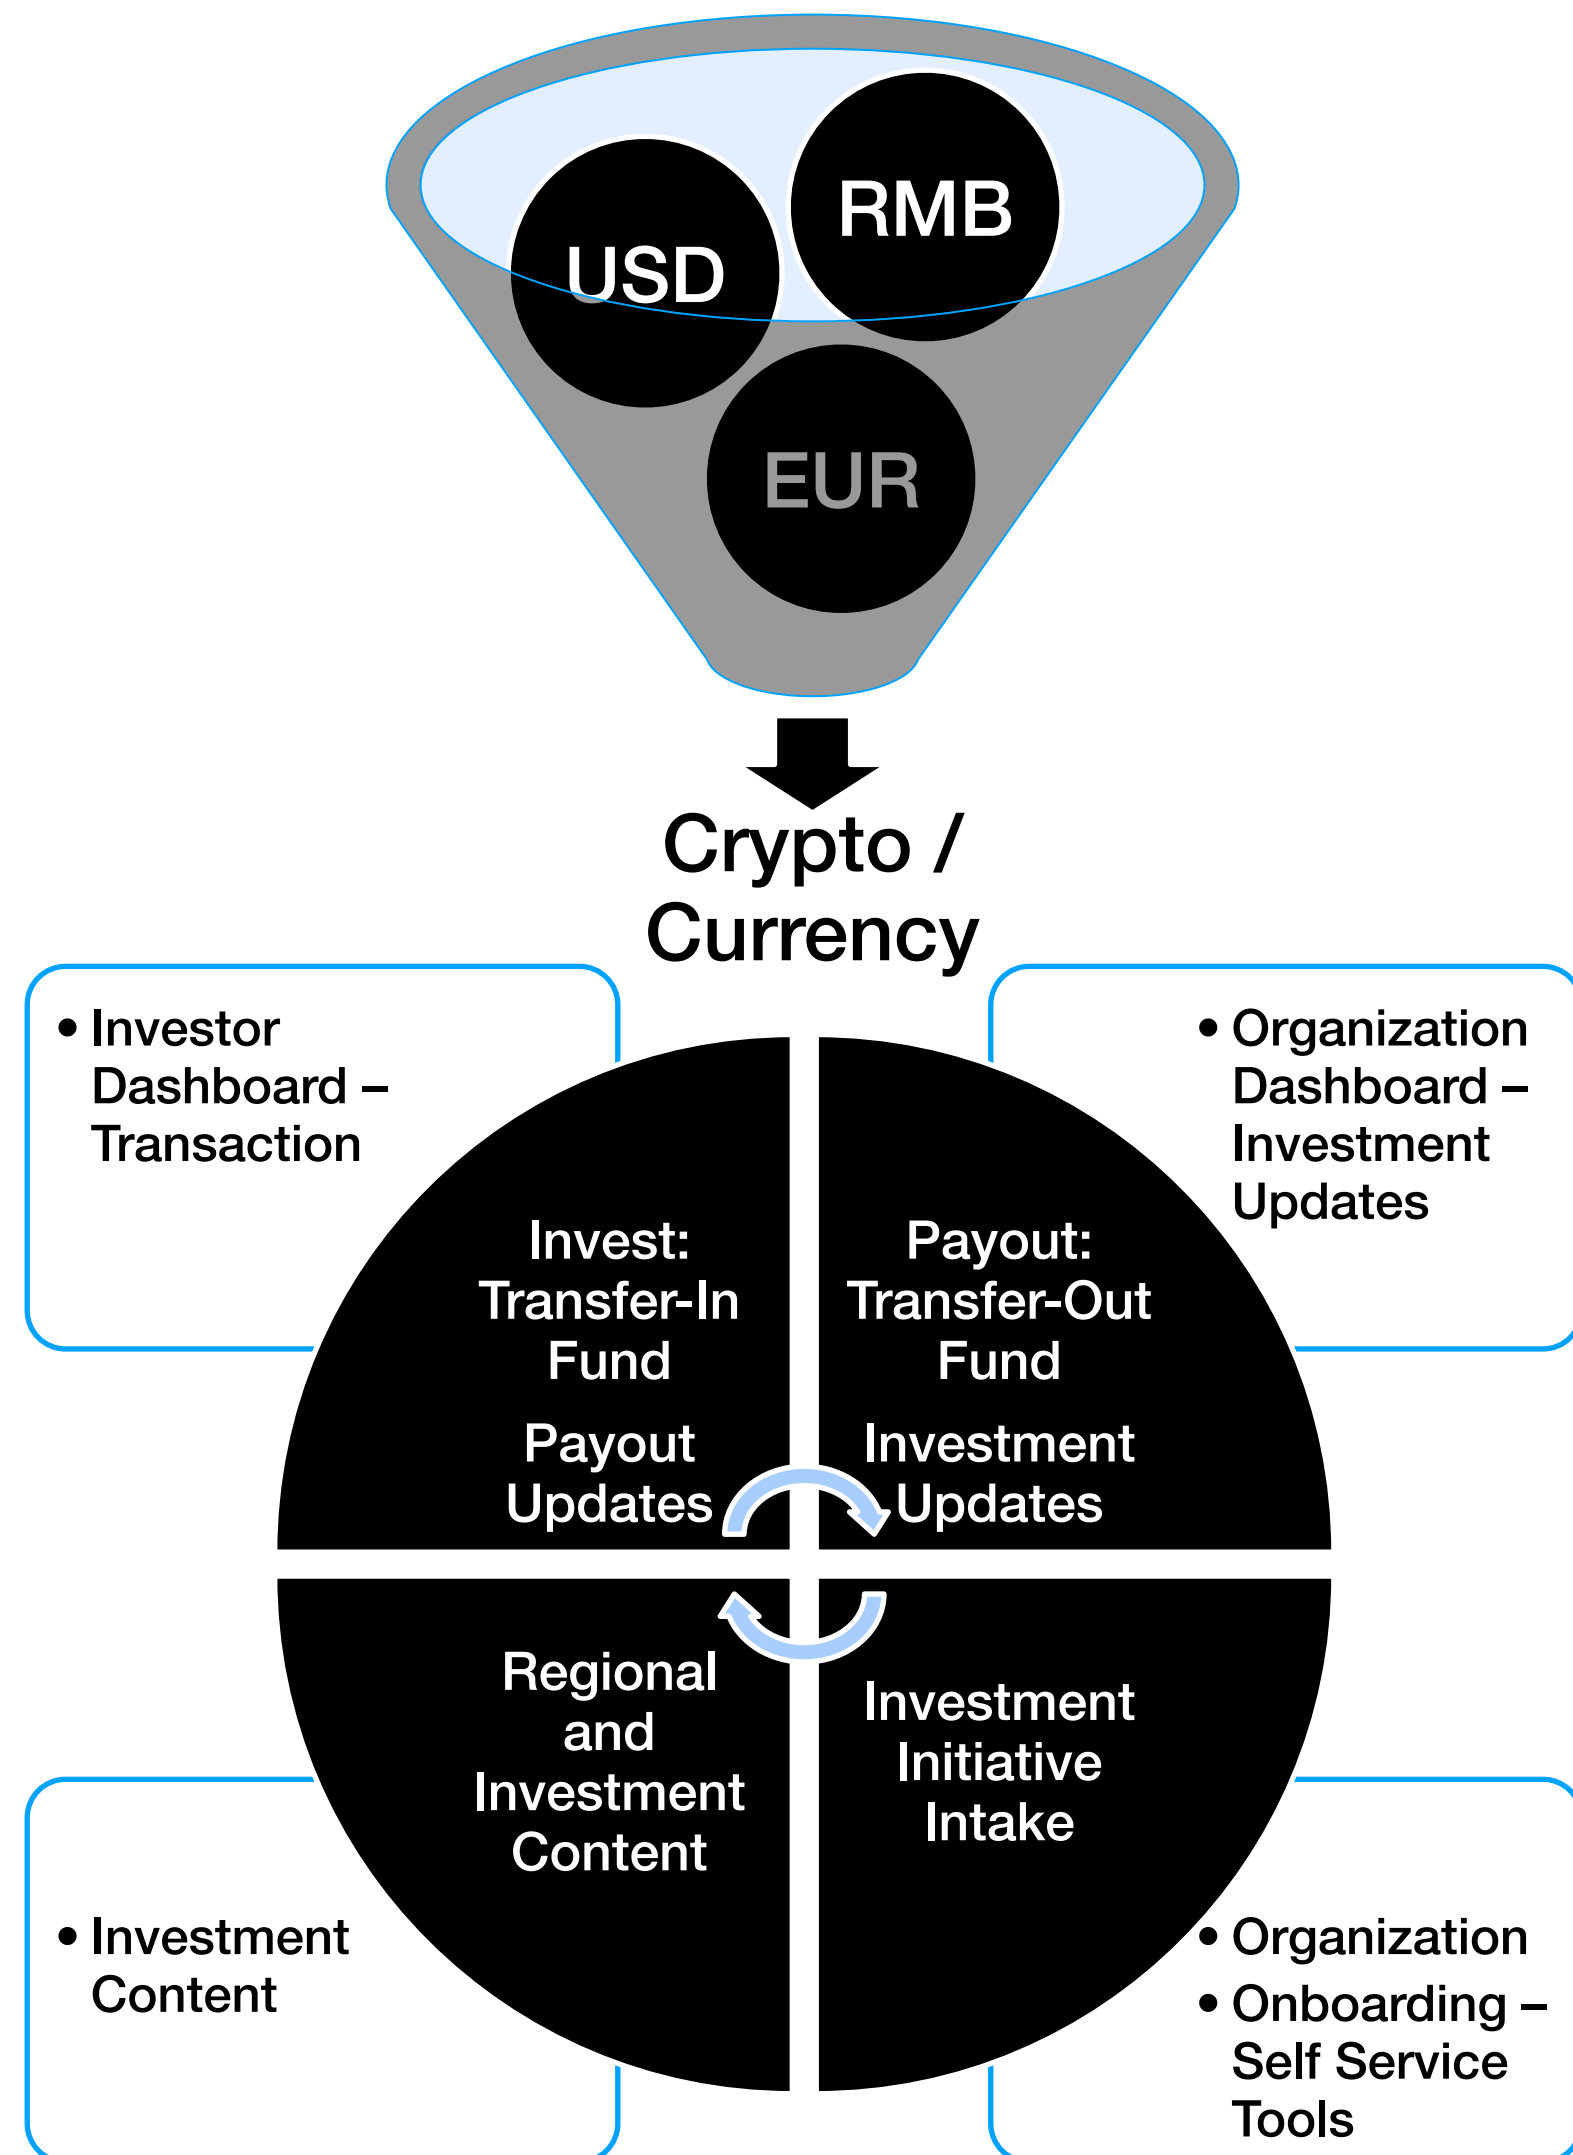 RMB
USD
EUR
Crypto /
Currency
• Investor
Dashboard –
Transaction
• Organization
Dashboard –
Investment
Updates
Invest:
Transfer-In
Fund
Payout
Updates
Payout:
Transfer-Out
Fund
Investment
Updates
Regional
and
Investment
Content
Investment
Initiative
Intake
• Investment
Content
• Organization
• Onboarding –
Self Service
Tools